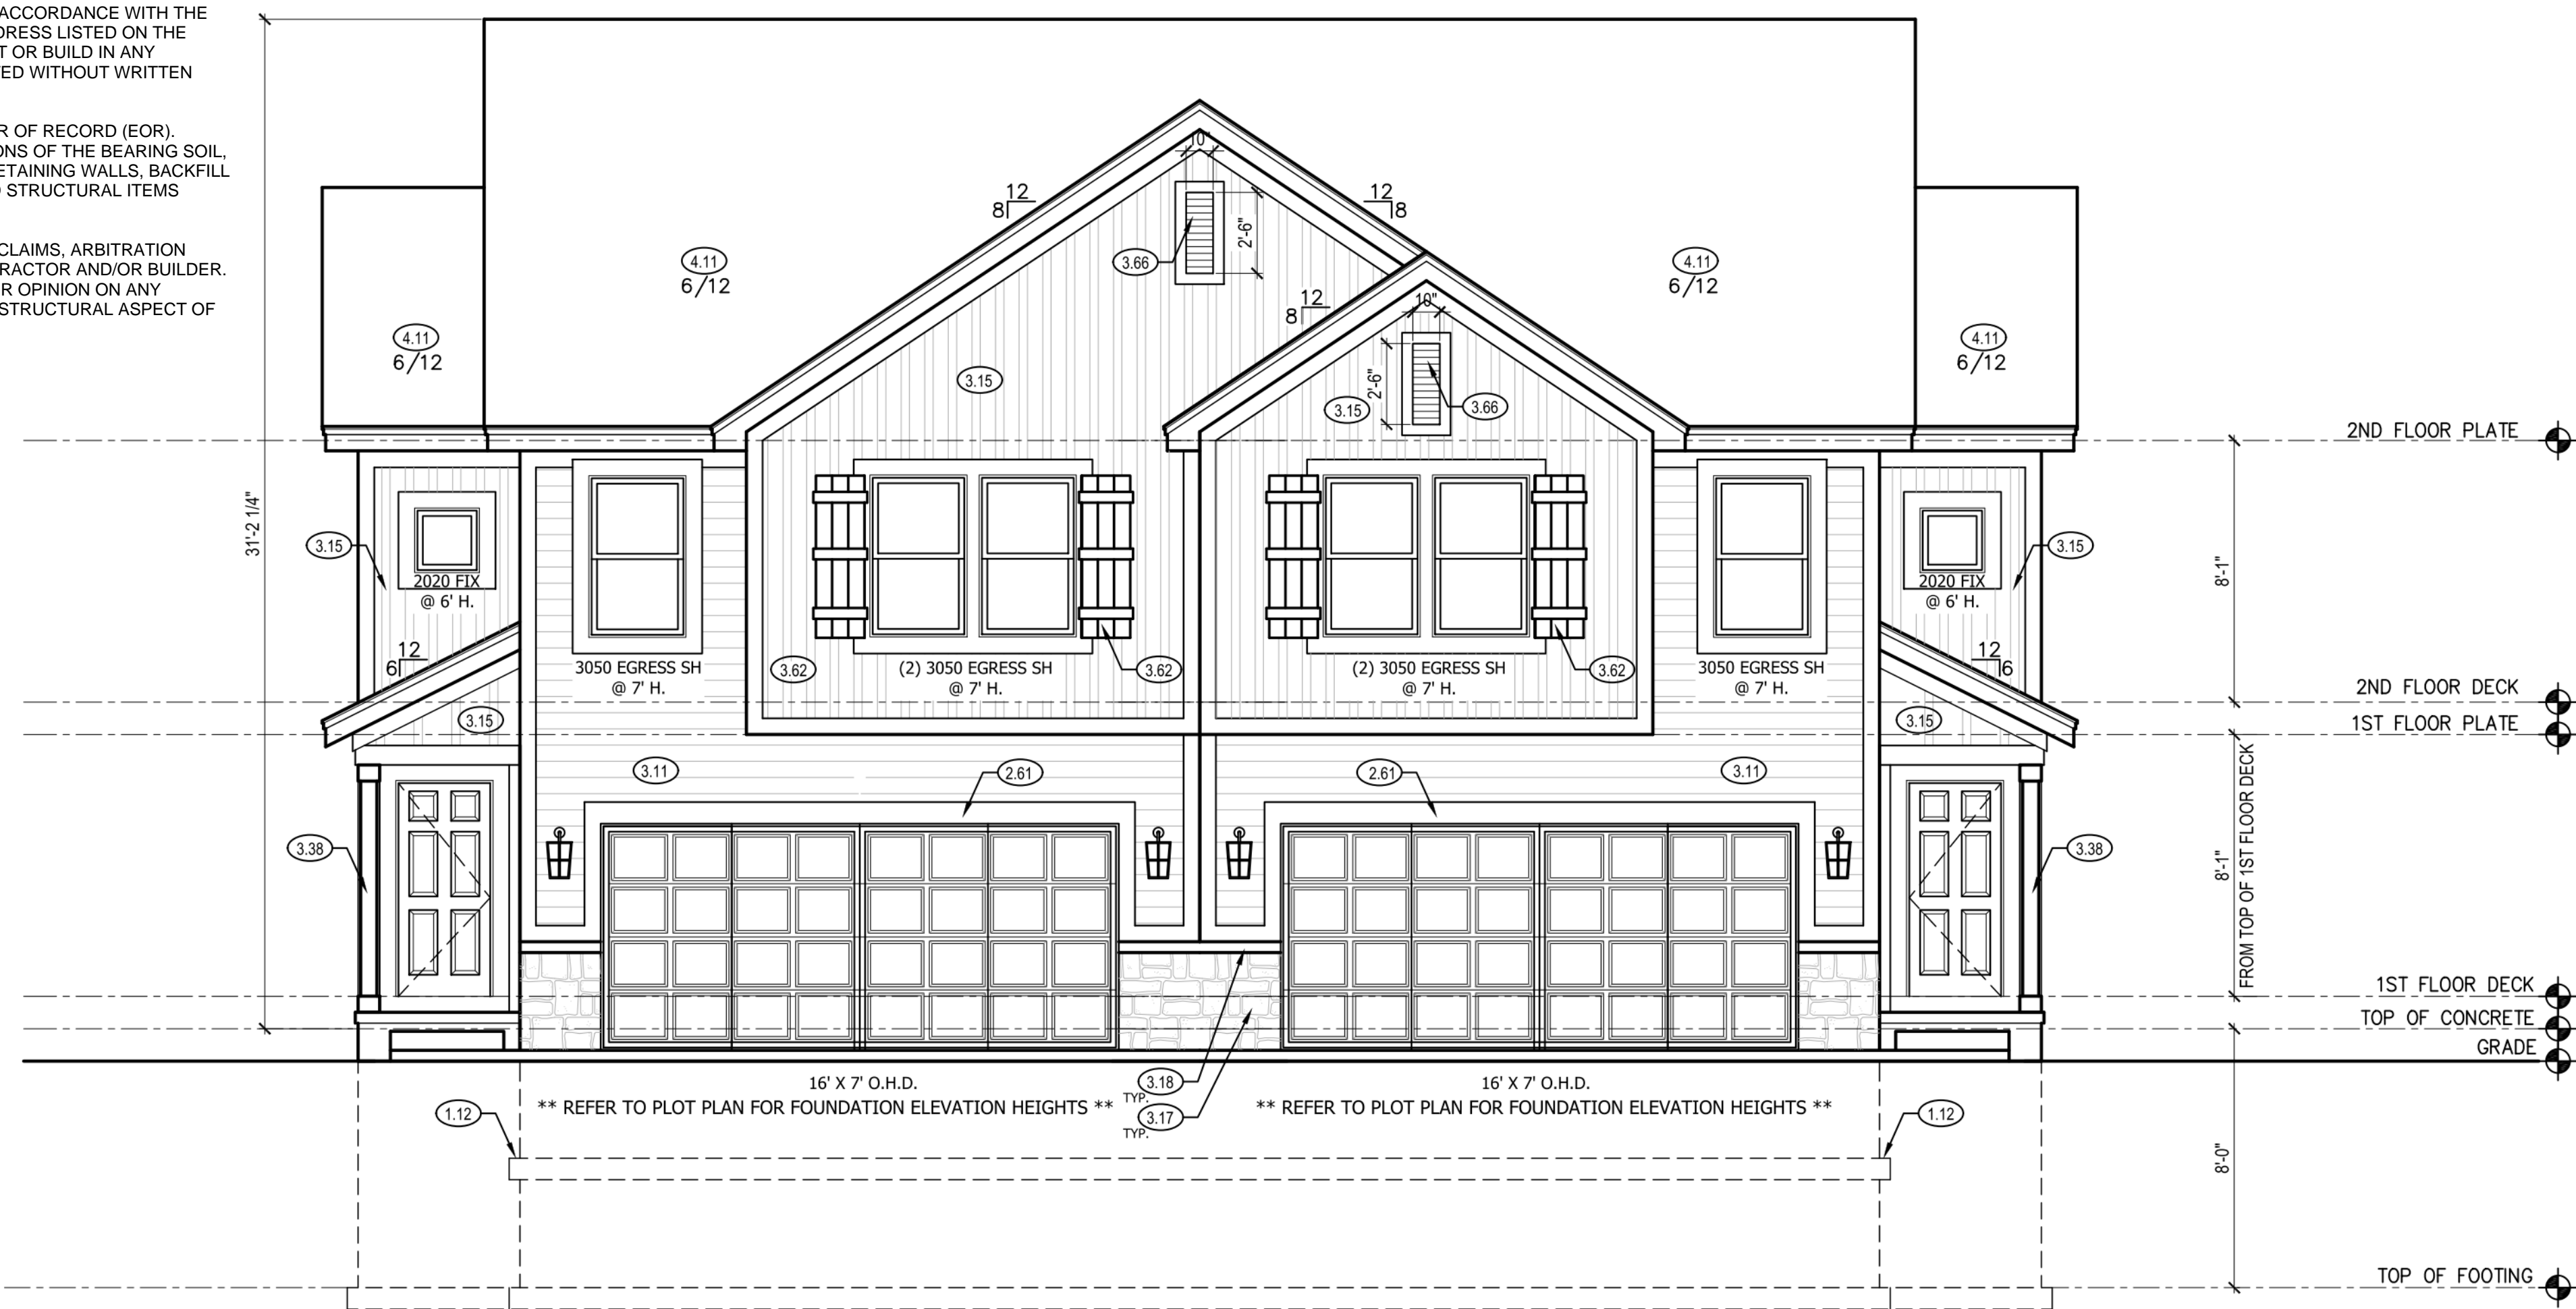 ACCORDANCE WITH THE
DRESS LISTED ON THE
T OR BUILD IN ANY
TED WITHOUT WRITTEN
R OF RECORD (EOR).
ONS OF THE BEARING SOIL,
ETAINING WALLS, BACKFILL
STRUCTURAL ITEMS
CLAIMS, ARBITRATION
RACTOR AND/OR BUILDER.
R OPINION ON ANY
STRUCTURAL ASPECT OF
31'-2 1/4"
10"
12
8
12
8
3.66
2'-6"
4.11
6/12
4.11
6/12
4.11
6/12
4.11
6/12
12
8
10"
2'-6"
3.15
3.15
3.66
2ND FLOOR PLATE
3.15
2020 FIX
@ 6' H.
3.15
2020 FIX
@ 6' H.
8'-1"
12
6
3050 EGRESS SH
@ 7' H.
3.62
(2) 3050 EGRESS SH
@ 7' H.
3.62
(2) 3050 EGRESS SH
@ 7' H.
3.62
3050 EGRESS SH
@ 7' H.
12
6
2ND FLOOR DECK
3.15
3.15
1ST FLOOR PLATE
3.11
2.61
2.61
3.11
3.38
3.38
8'-1"
FROM TOP OF 1ST FLOOR DECK
1ST FLOOR DECK
TOP OF CONCRETE
GRADE
16' X 7' O.H.D.
3.18
TYP.
16' X 7' O.H.D.
1.12
** REFER TO PLOT PLAN FOR FOUNDATION ELEVATION HEIGHTS **
3.17
TYP.
** REFER TO PLOT PLAN FOR FOUNDATION ELEVATION HEIGHTS **
1.12
8'-0"
TOP OF FOOTING